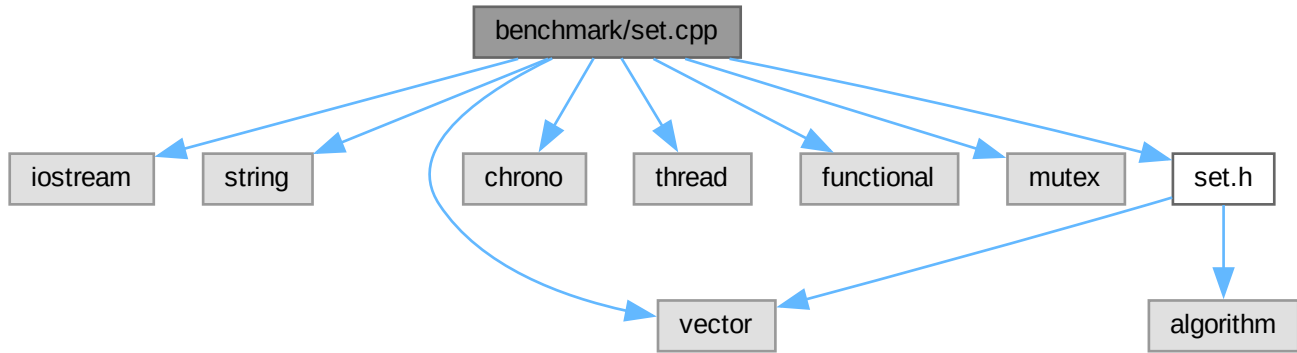 benchmark/set.cpp
iostream
string
chrono
thread
functional
mutex
set.h
vector
algorithm